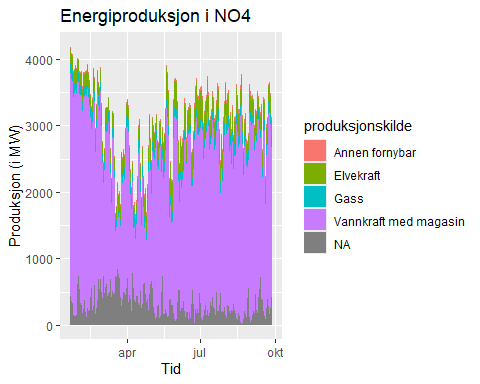 Energiproduksjon i NO4
Produksjon (i MW)
4000
3000
2000
1000
0
apr
jul
okt
Tid
produksjonskilde
Annen fornybar
Elvekraft
Gass
Vannkraft med magasin
NA